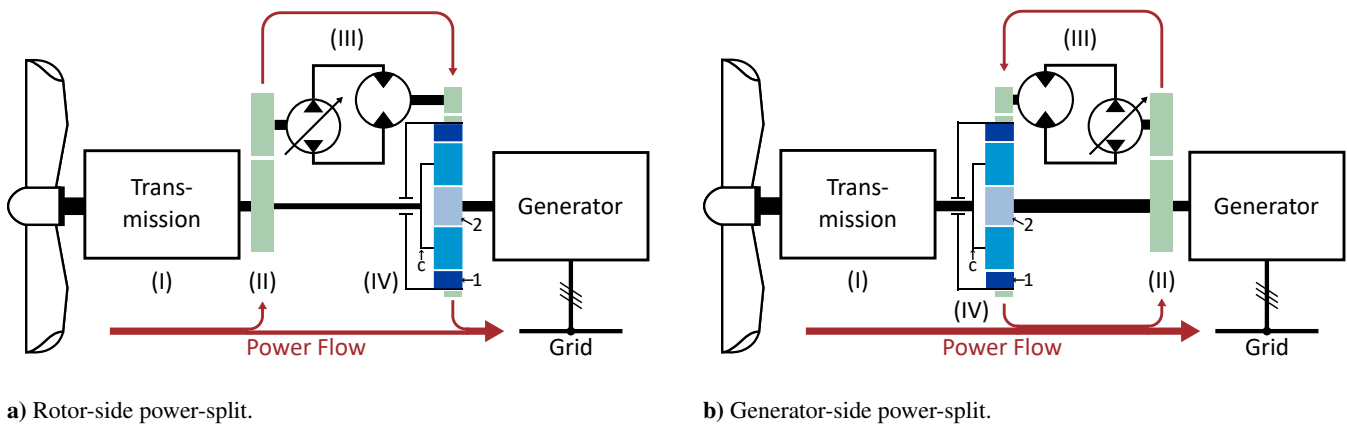 (III)
Trans-
mission
Generator
2
c
1
(I)
(II)
(IV)
Power Flow
Grid
a) Rotor-side power-split.
(III)
Trans-
mission
Generator
2
c
1
(I)
(II)
(IV)
Power Flow
Grid
b) Generator-side power-split.